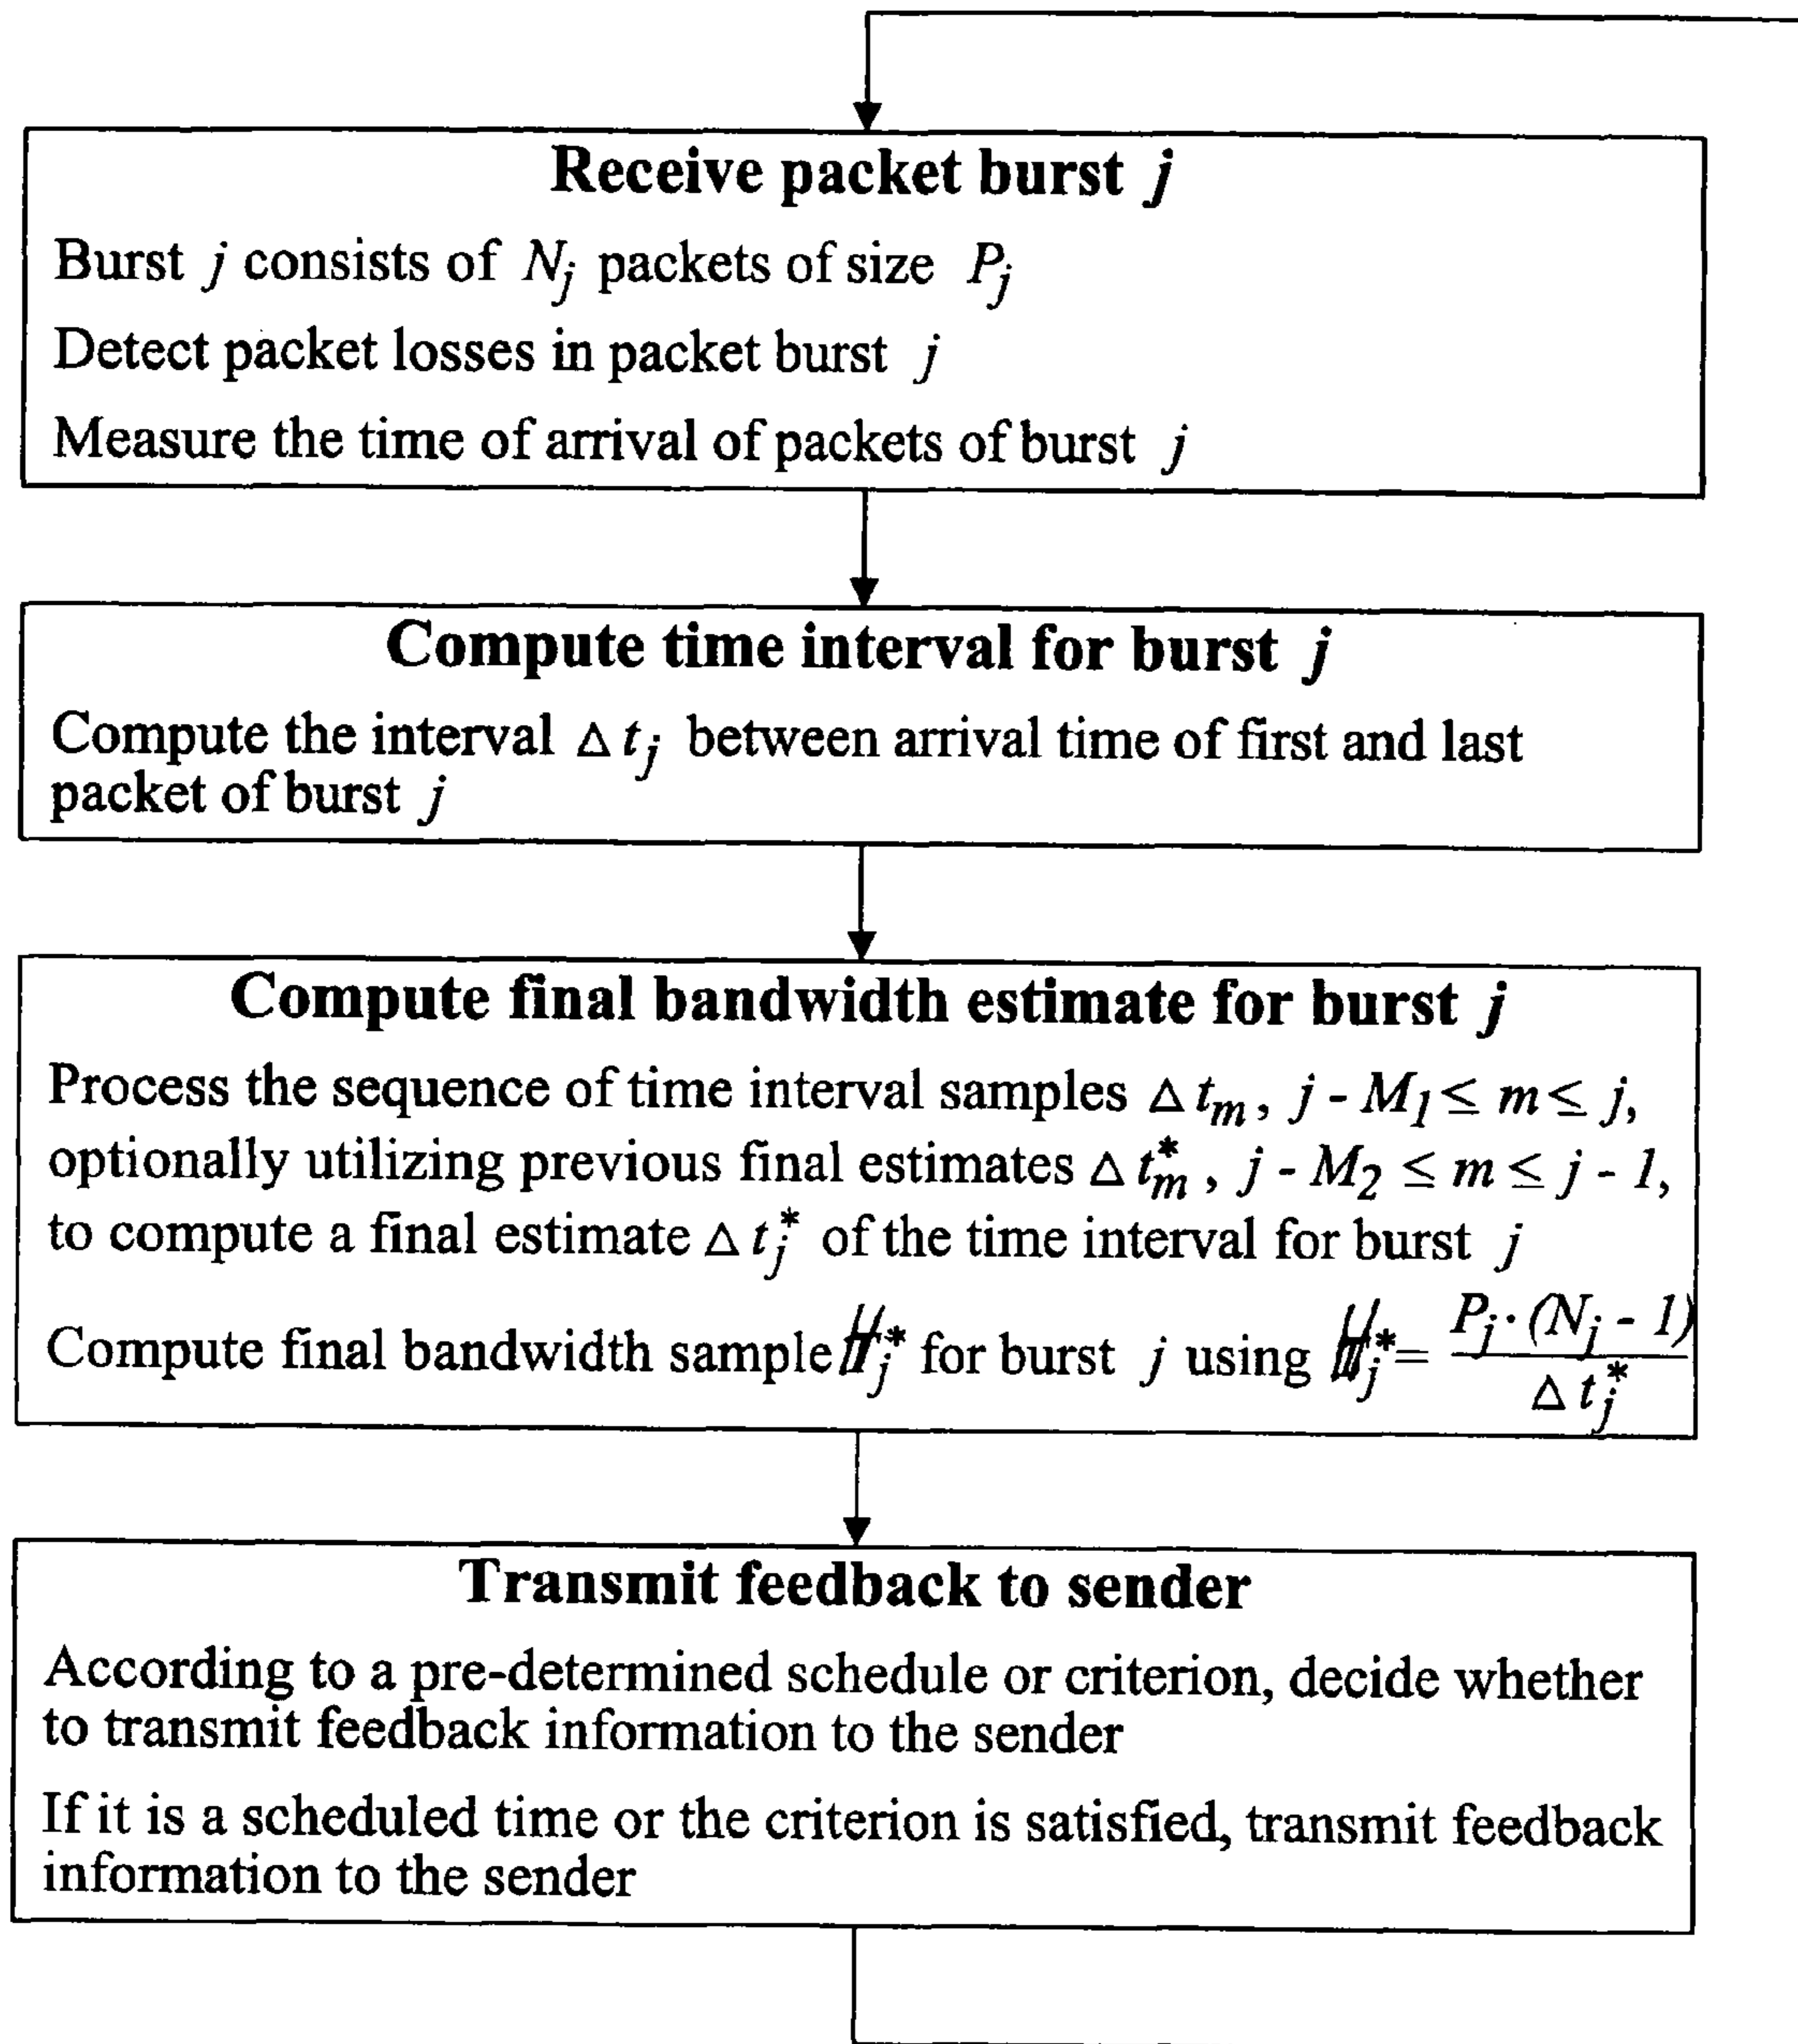 Receive packet burst j
Burst j consists of N_j packets of size P_j
Detect packet losses in packet burst j
Measure the time of arrival of packets of burst j
Compute time interval for burst j
Compute the interval Δ t_j between arrival time of first and last
packet of burst j
Compute final bandwidth estimate for burst j
Process the sequence of time interval samples Δ t_m, j - M_1 ≤ m ≤ j,
optionally utilizing previous final estimates Δ t_m^*, j - M_2 ≤ m ≤ j - 1,
to compute a final estimate Δ t_j^* of the time interval for burst j
Compute final bandwidth sample _j^* for burst j using _j^* = P_j · (N_j - 1) / Δ t_j^*
Transmit feedback to sender
According to a pre-determined schedule or criterion, decide whether
to transmit feedback information to the sender
If it is a scheduled time or the criterion is satisfied, transmit feedback
information to the sender